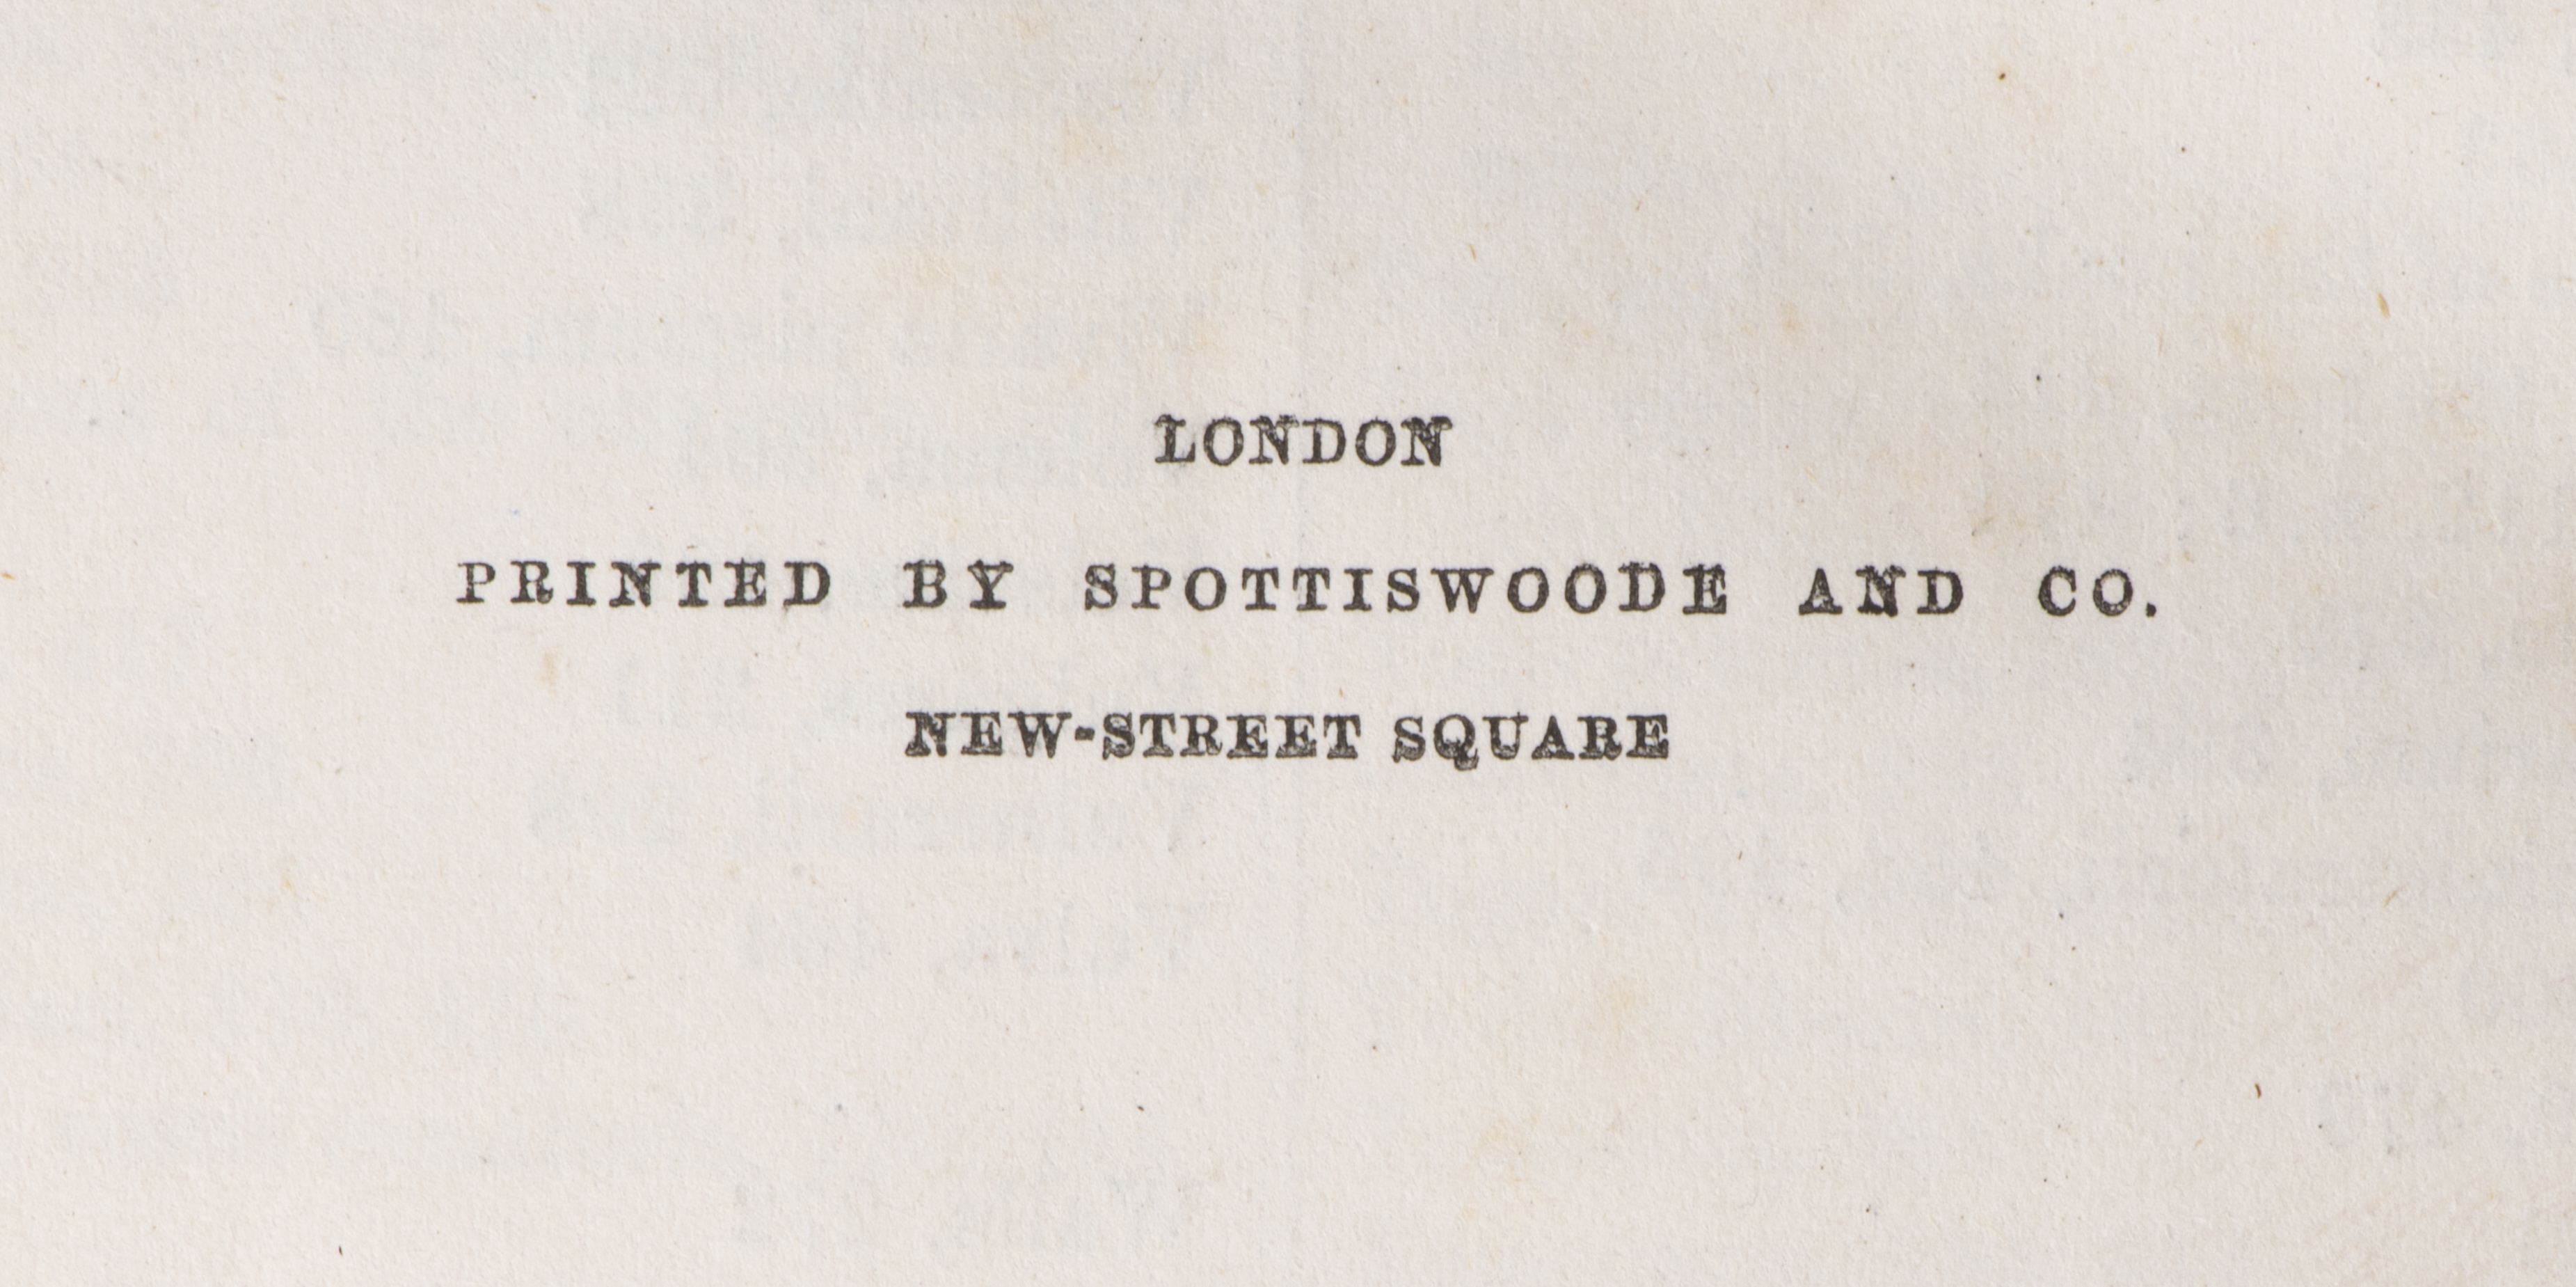 LONDON
PRINTED BY SPOTTISWOODE AND CO.
NEW-STREET SQUARE